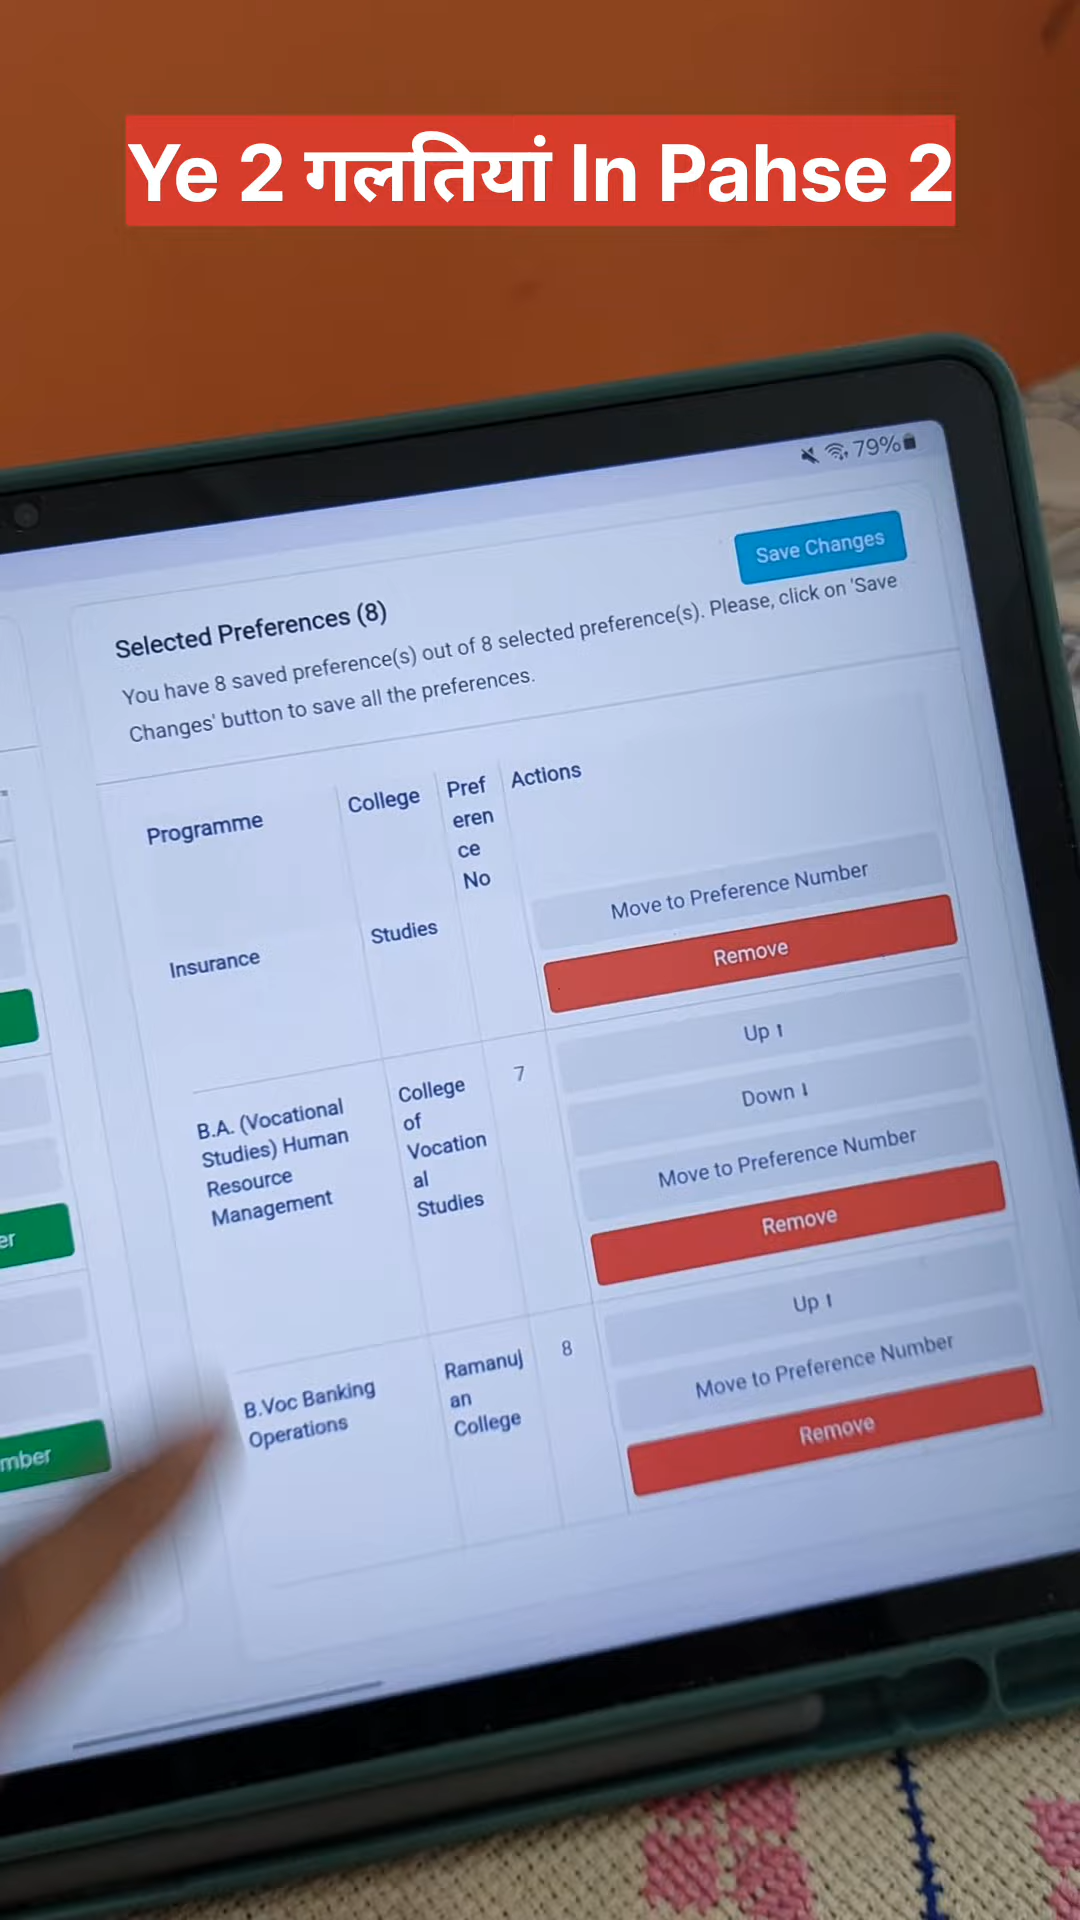 Ye 2 गलतियां In Pahse 2
79%
Save Changes
Selected Preferences (8)
You have 8 saved preference(s) out of 8 selected preference(s). Please, click on 'Save
Changes' button to save all the preferences.
Programme
College
Pref
eren
ce
No
Actions
Insurance
Studies
Move to Preference Number
Remove
B.A. (Vocational
Studies) Human
Resource
Management
College
of
Vocation
al
Studies
7
Up
Down
Move to Preference Number
Remove
B.Voc Banking
Operations
Ramanuj
an
College
8
Up
Move to Preference Number
Remove
er
mber